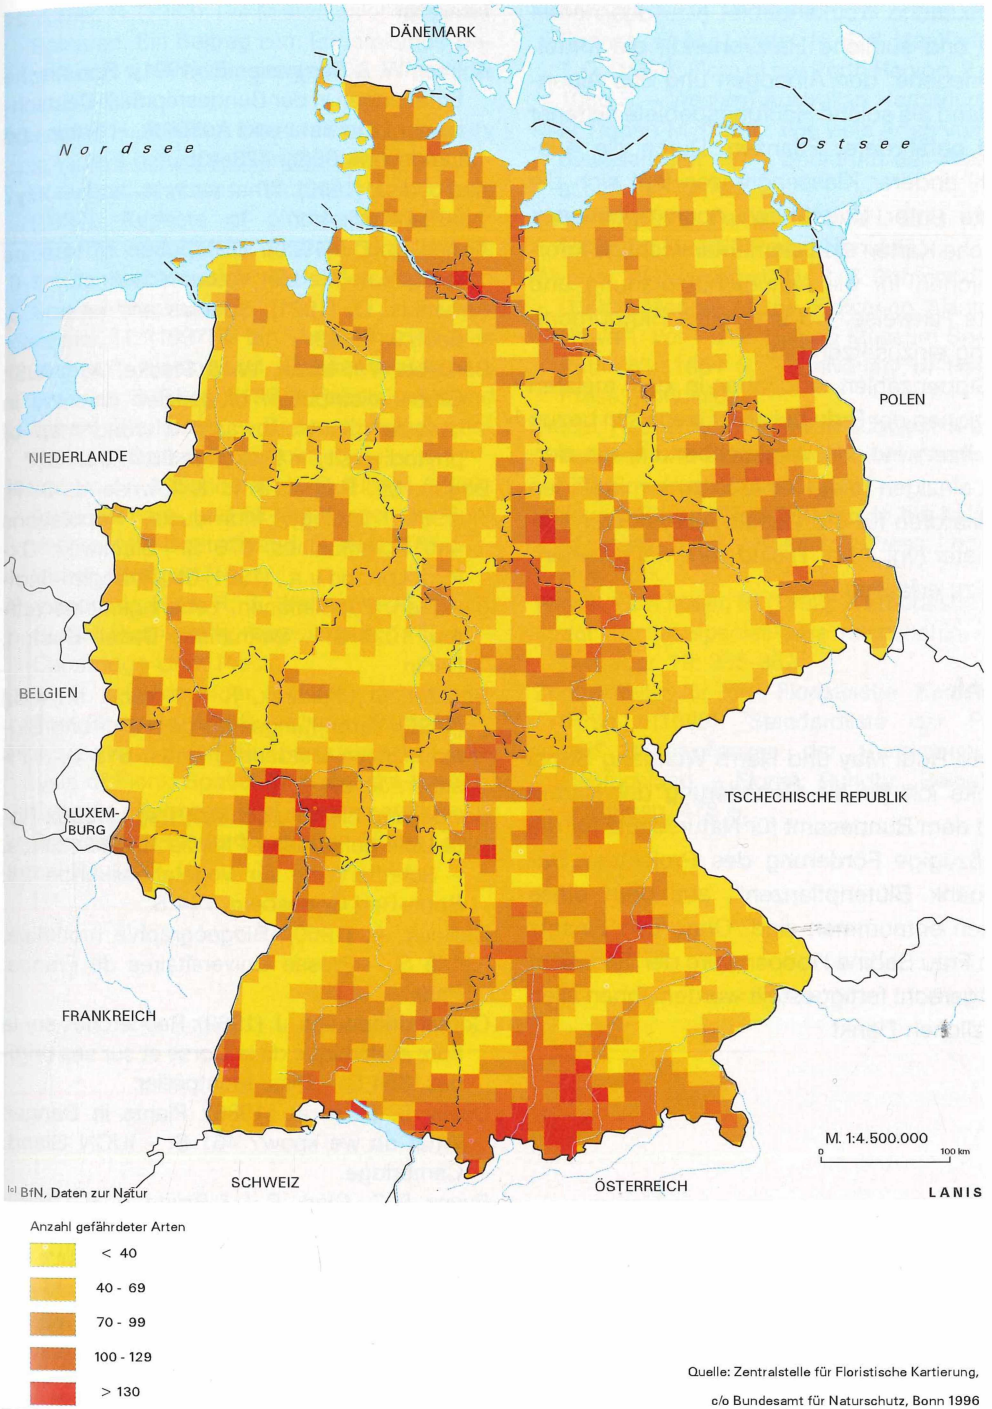 DÄNEMARK
Nordsee
Ostsee
POLEN
NIEDERLANDE
BELGIEN
LUXEM-
BURG
TSCHECHISCHE REPUBLIK
FRANKREICH
M. 1:4.500.000
0 100 km
SCHWEIZ
ÖSTERREICH
(c) BfN, Daten zur Natur
LANIS
Anzahl gefährdeter Arten
< 40
40 - 69
70 - 99
100 - 129
> 130
Quelle: Zentralstelle für Floristische Kartierung,
c/o Bundesamt für Naturschutz, Bonn 1996